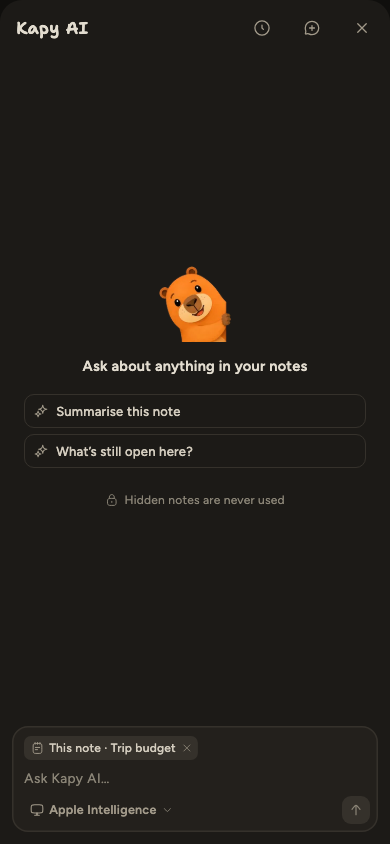 Kapy AI
Ask about anything in your notes
Summarise this note
What's still open here?
Hidden notes are never used
This note · Trip budget
Ask Kapy AI...
Apple Intelligence